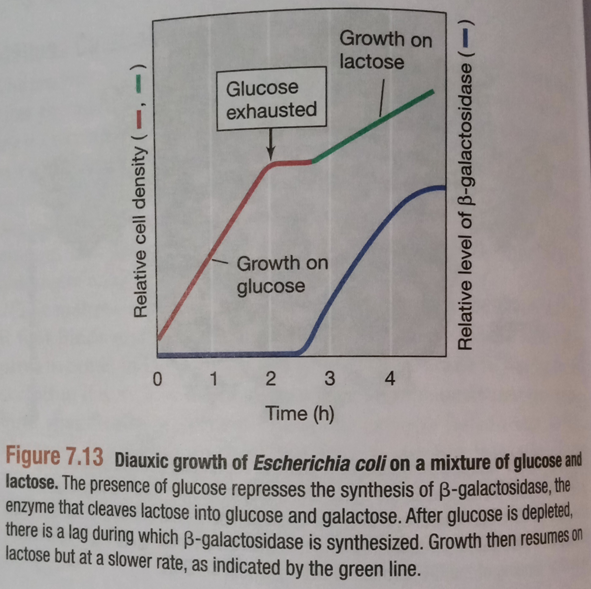 Growth on
lactose
Glucose
exhausted
Growth on
glucose
Relative cell density ( — , — )
Relative level of β-galactosidase ( — )
0 1 2 3 4
Time (h)
Figure 7.13 Diauxic growth of Escherichia coli on a mixture of glucose and
lactose. The presence of glucose represses the synthesis of β-galactosidase, the
enzyme that cleaves lactose into glucose and galactose. After glucose is depleted,
there is a lag during which β-galactosidase is synthesized. Growth then resumes on
lactose but at a slower rate, as indicated by the green line.